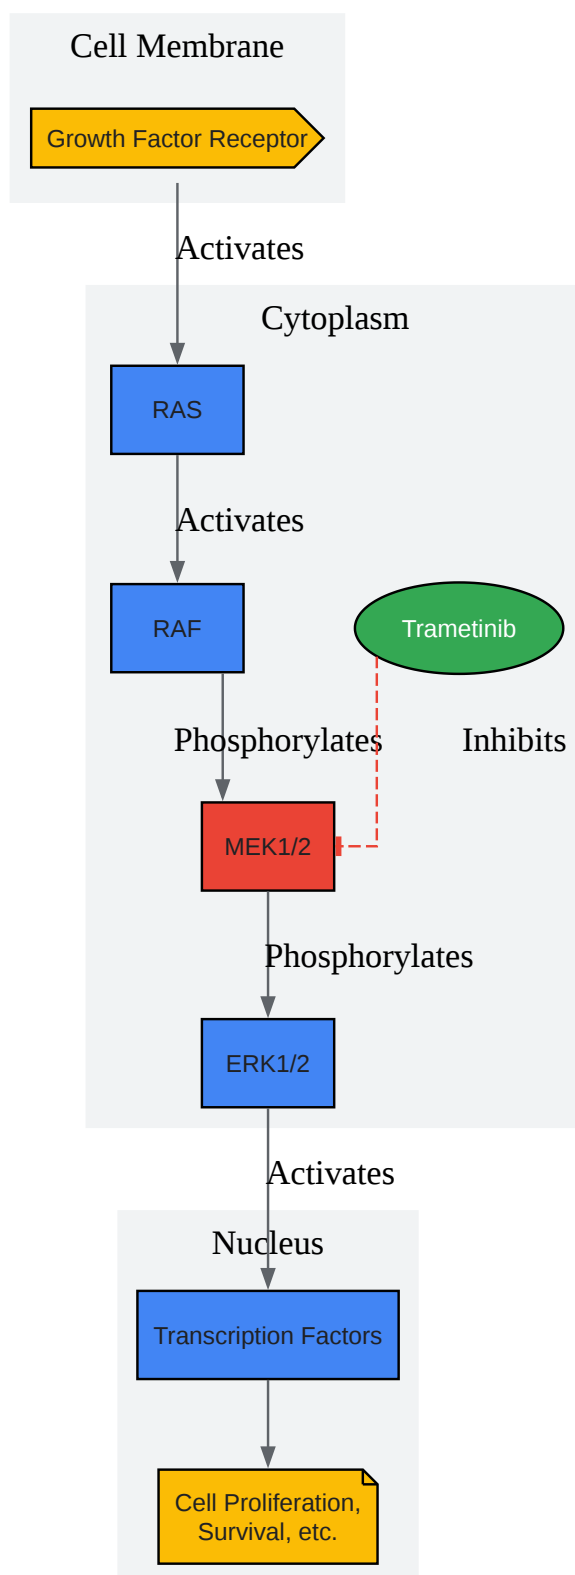 Cell Membrane
Growth Factor Receptor
Activates
Cytoplasm
RAS
Activates
RAF
Trametinib
Phosphorylates
Inhibits
MEK1/2
Phosphorylates
ERK1/2
Activates
Nucleus
Transcription Factors
Cell Proliferation,
Survival, etc.